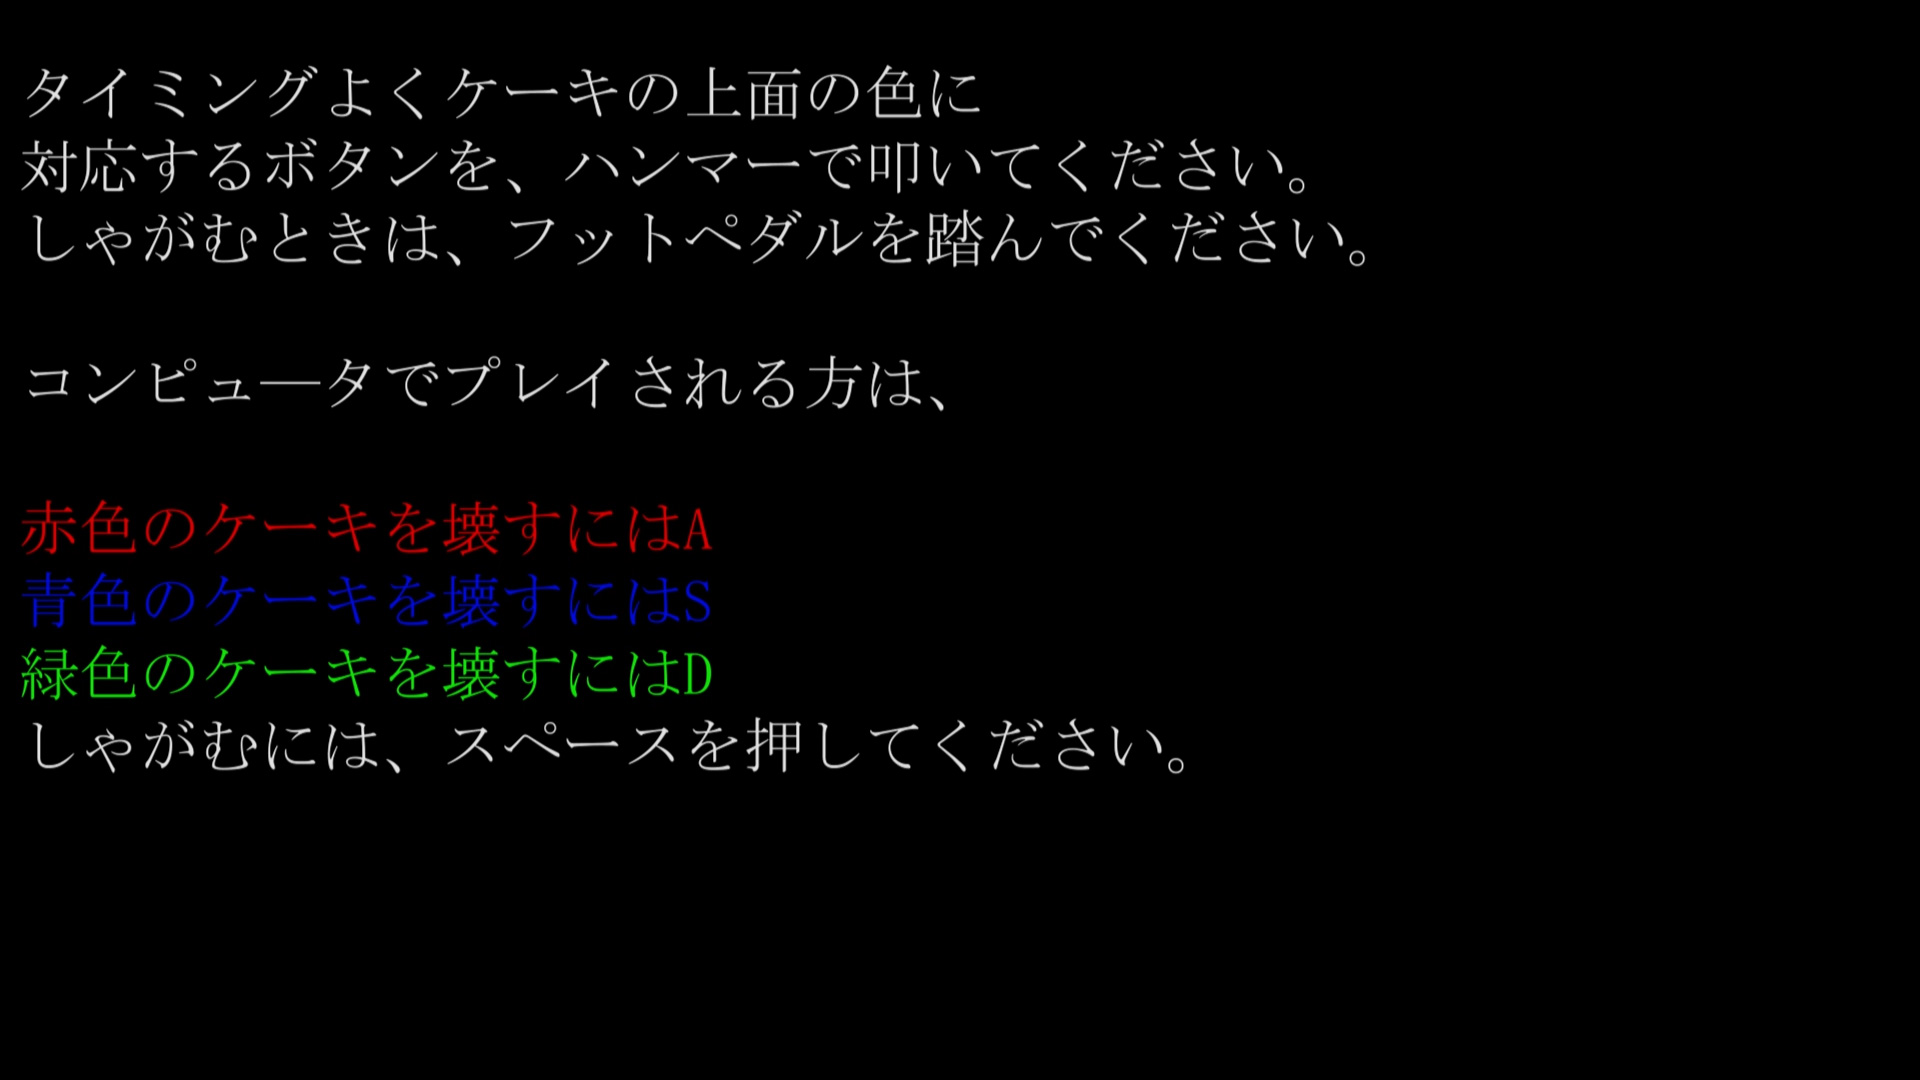 タイミングよくケーキの上面の色に
対応するボタンを、ハンマーで叩いてください。
しゃがむときは、フットペダルを踏んでください。
コンピュ―タでプレイされる方は、
赤色のケーキを壊すにはA
青色のケーキを壊すにはS
緑色のケーキを壊すにはD
しゃがむには、スペースを押してください。